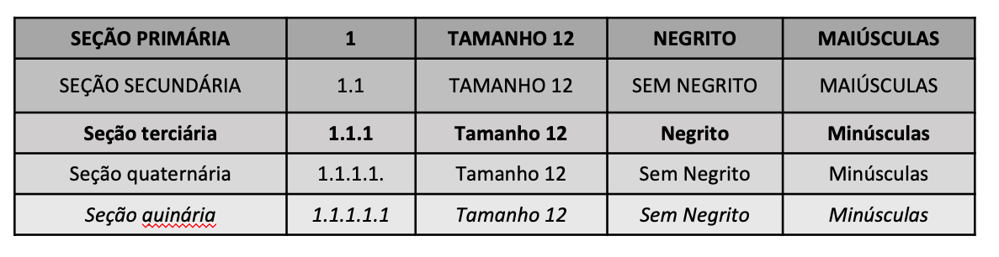 SEÇÃO PRIMÁRIA 1 TAMANHO 12 NEGRITO MAIÚSCULAS
SEÇÃO SECUNDÁRIA 1.1 TAMANHO 12 SEM NEGRITO MAIÚSCULAS
Seção terciária 1.1.1 Tamanho 12 Negrito Minúsculas
Seção quaternária 1.1.1.1. Tamanho 12 Sem Negrito Minúsculas
Seção quinária 1.1.1.1.1 Tamanho 12 Sem Negrito Minúsculas